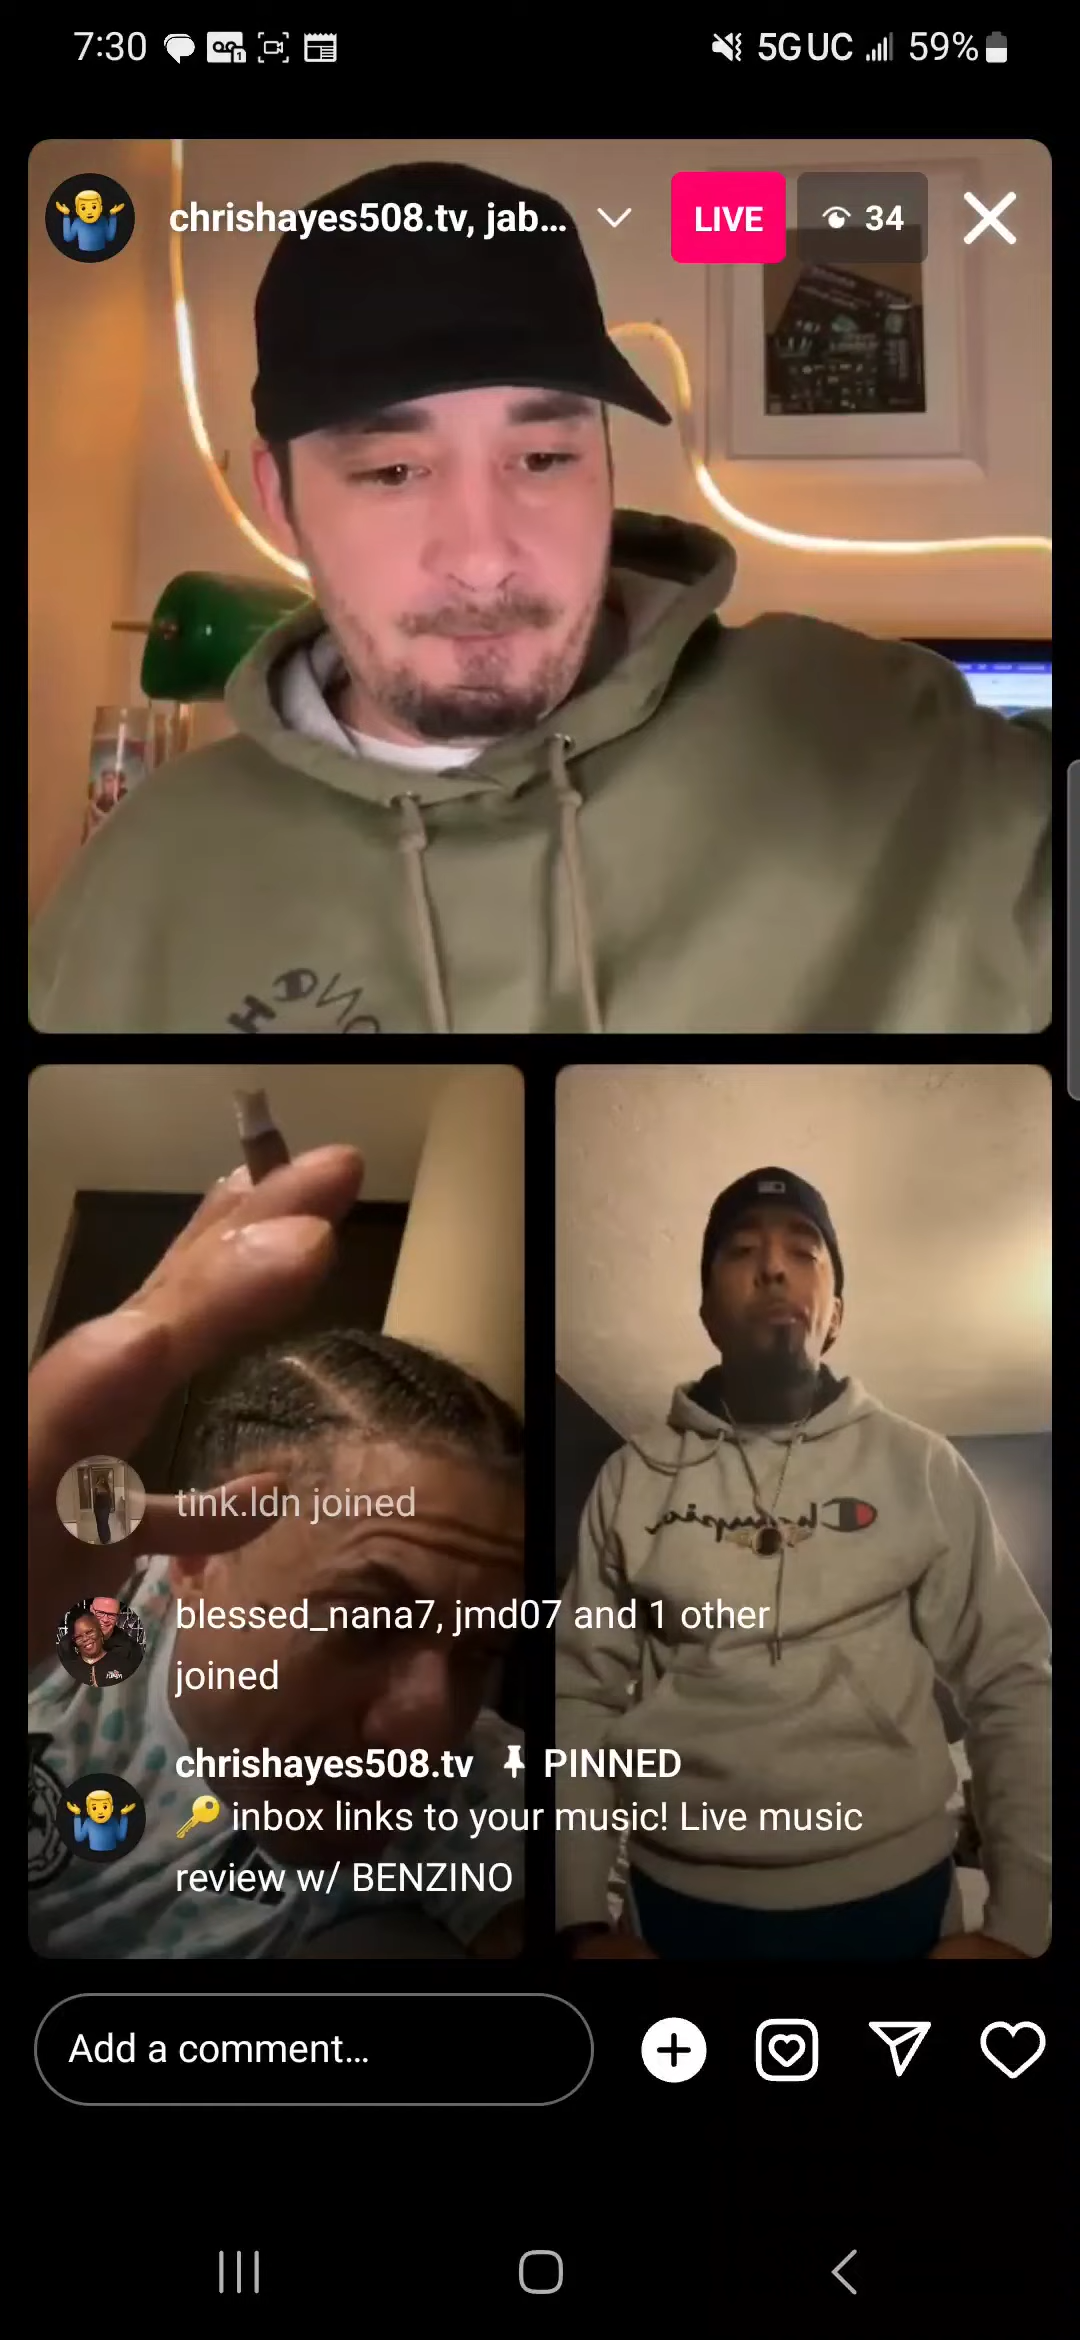 7:30
5G UC 59%
chrishayes508.tv, jab...
LIVE
34
tink.ldn joined
blessed_nana7, jmd07 and 1 other
joined
chrishayes508.tv PINNED
🔑 inbox links to your music! Live music
review w/ BENZINO
Champion
Add a comment...